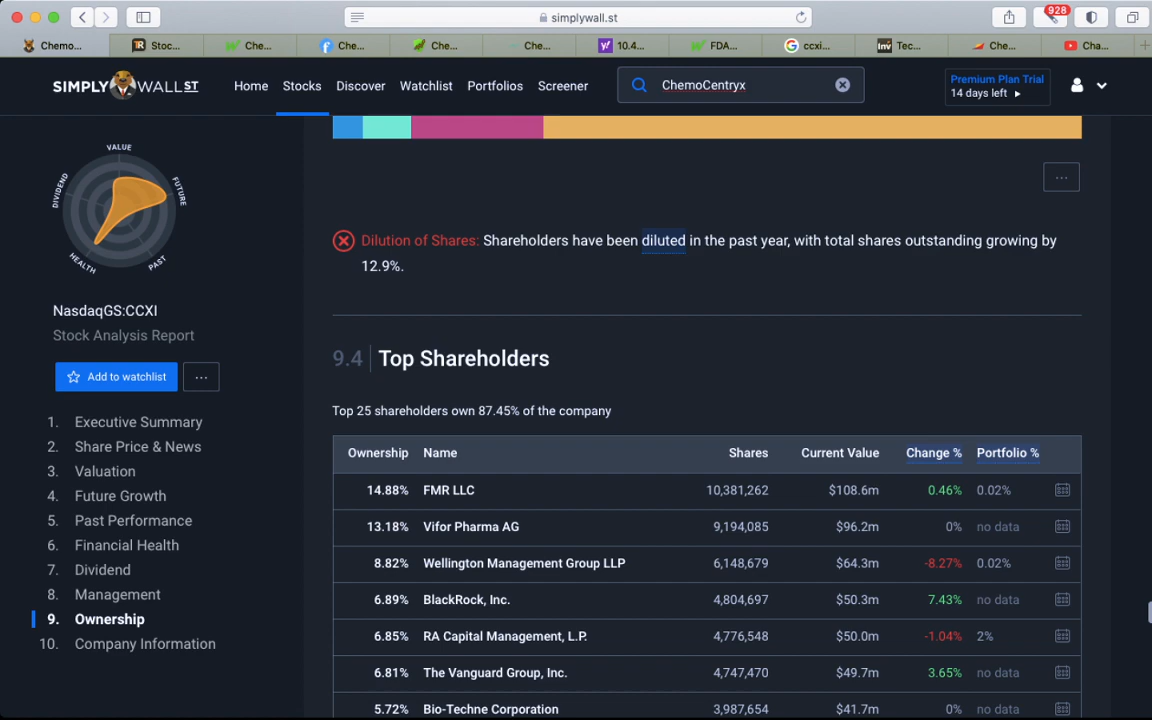 simplywall.st
928
Chemo...
Stoc...
Che...
Che...
Che...
Che...
10.4...
FDA...
ccxi...
Tec...
Che...
Cha...
SIMPLY WALL ST
Home Stocks Discover Watchlist Portfolios Screener
ChemoCentryx
Premium Plan Trial
14 days left
VALUE
FUTURE
PAST
HEALTH
DIVIDEND
NasdaqGS:CCXI
Stock Analysis Report
Add to watchlist
...
1. Executive Summary
2. Share Price & News
3. Valuation
4. Future Growth
5. Past Performance
6. Financial Health
7. Dividend
8. Management
9. Ownership
10. Company Information
...
Dilution of Shares: Shareholders have been diluted in the past year, with total shares outstanding growing by
12.9%.
9.4 Top Shareholders
Top 25 shareholders own 87.45% of the company
Ownership Name Shares Current Value Change % Portfolio %
14.88% FMR LLC 10,381,262 $108.6m 0.46% 0.02%
13.18% Vifor Pharma AG 9,194,085 $96.2m 0% no data
8.82% Wellington Management Group LLP 6,148,679 $64.3m -8.27% 0.02%
6.89% BlackRock, Inc. 4,804,697 $50.3m 7.43% no data
6.85% RA Capital Management, L.P. 4,776,548 $50.0m -1.04% 2%
6.81% The Vanguard Group, Inc. 4,747,470 $49.7m 3.65% no data
5.72% Bio-Techne Corporation 3,987,654 $41.7m 0% no data